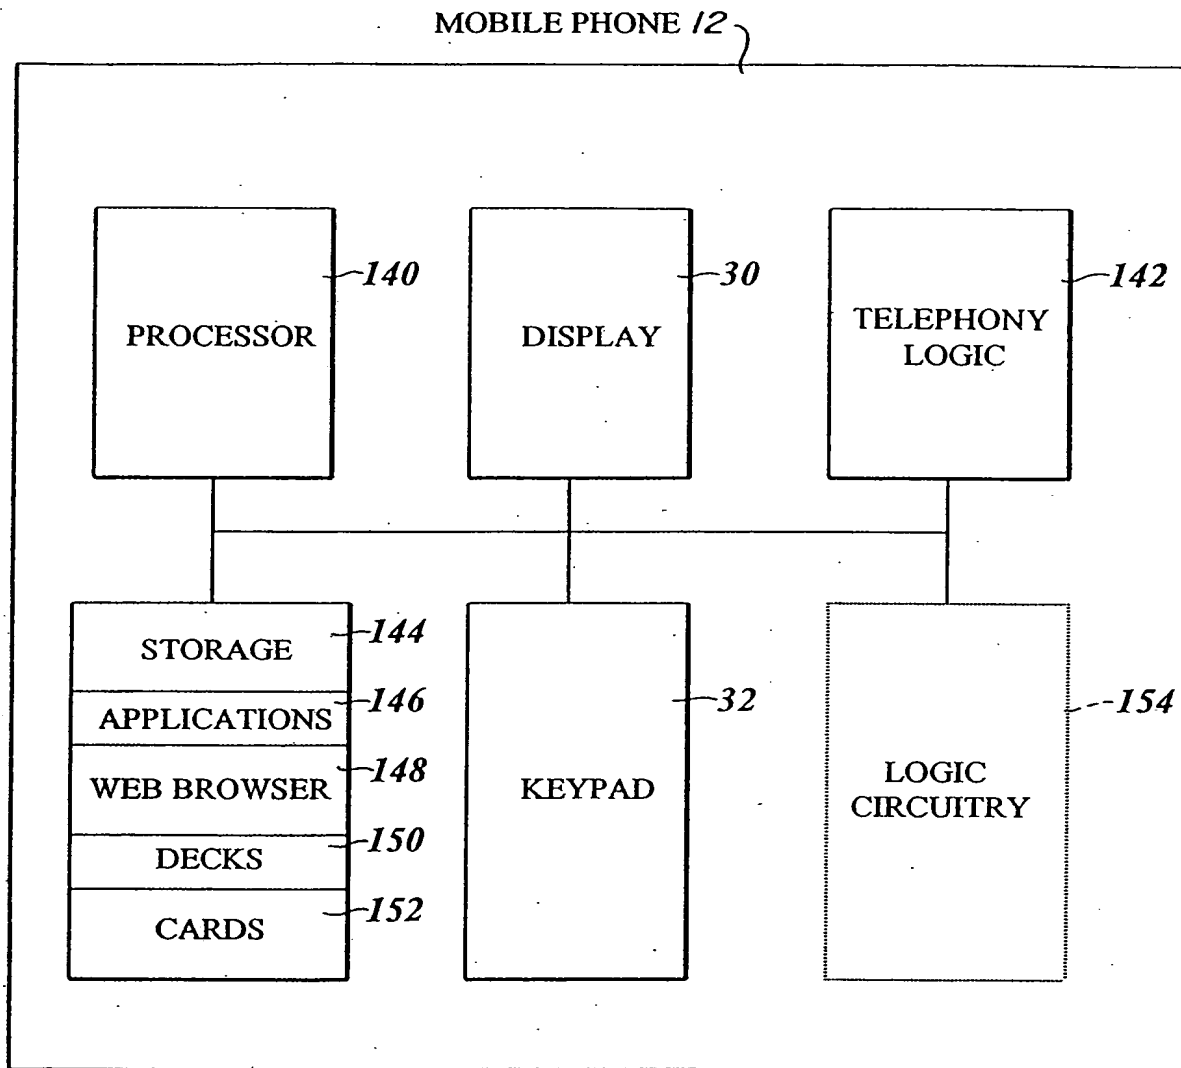 MOBILE PHONE 12
PROCESSOR
140
DISPLAY
30
TELEPHONY
LOGIC
142
STORAGE
144
APPLICATIONS
146
WEB BROWSER
148
DECKS
150
CARDS
152
KEYPAD
32
LOGIC
CIRCUITRY
154